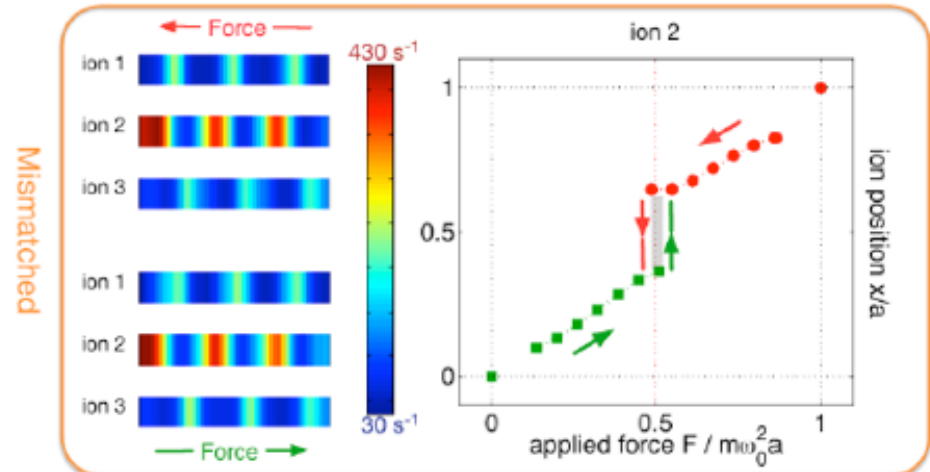 Mismatched
← Force
ion 1
ion 2
ion 3
ion 1
ion 2
ion 3
Force →
430 s⁻¹
30 s⁻¹
ion 2
1
0.5
0
0
0.5
1
applied force F / mω₀²a
ion position x/a